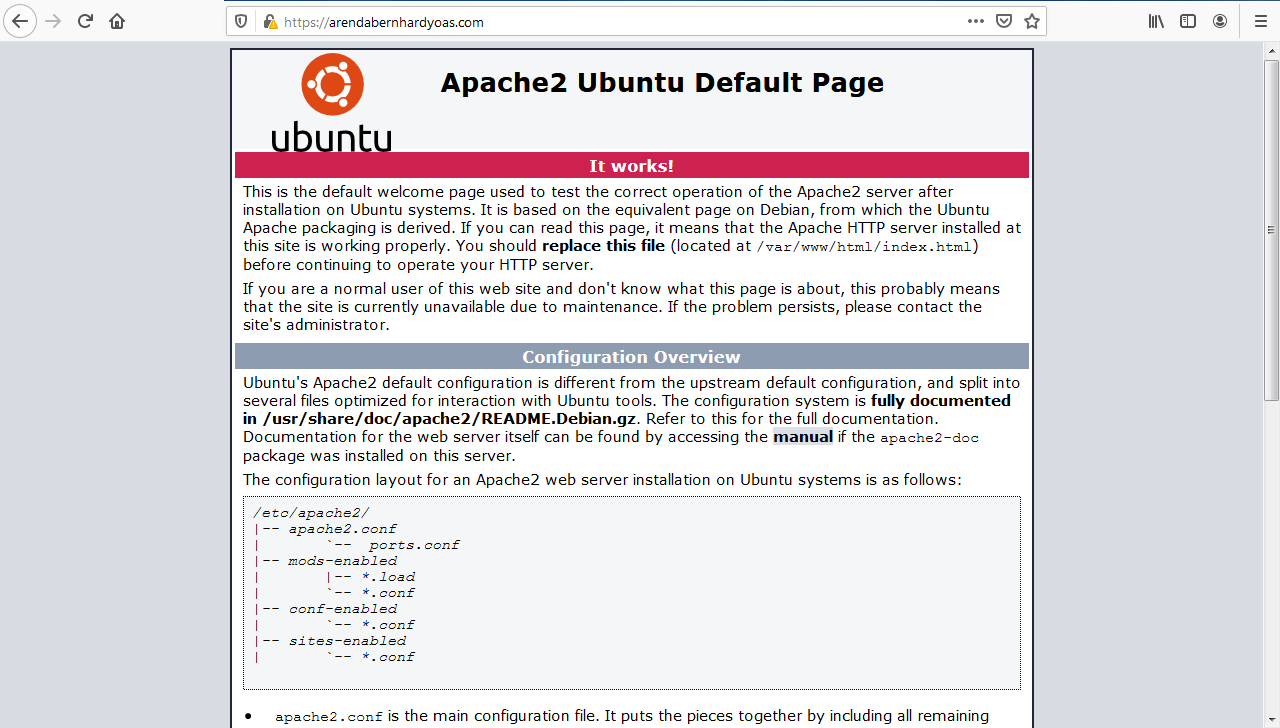 https://arendabernhardyoas.com
ubuntu
Apache2 Ubuntu Default Page
It works!
This is the default welcome page used to test the correct operation of the Apache2 server after
installation on Ubuntu systems. It is based on the equivalent page on Debian, from which the Ubuntu
Apache packaging is derived. If you can read this page, it means that the Apache HTTP server installed at
this site is working properly. You should replace this file (located at /var/www/html/index.html)
before continuing to operate your HTTP server.
If you are a normal user of this web site and don't know what this page is about, this probably means
that the site is currently unavailable due to maintenance. If the problem persists, please contact the
site's administrator.
Configuration Overview
Ubuntu's Apache2 default configuration is different from the upstream default configuration, and split into
several files optimized for interaction with Ubuntu tools. The configuration system is fully documented
in /usr/share/doc/apache2/README.Debian.gz. Refer to this for the full documentation.
Documentation for the web server itself can be found by accessing the manual if the apache2-doc
package was installed on this server.
The configuration layout for an Apache2 web server installation on Ubuntu systems is as follows:
/etc/apache2/
|-- apache2.conf
|       `--  ports.conf
|-- mods-enabled
|       |-- *.load
|       `-- *.conf
|-- conf-enabled
|       `-- *.conf
|-- sites-enabled
|       `-- *.conf
• apache2.conf is the main configuration file. It puts the pieces together by including all remaining